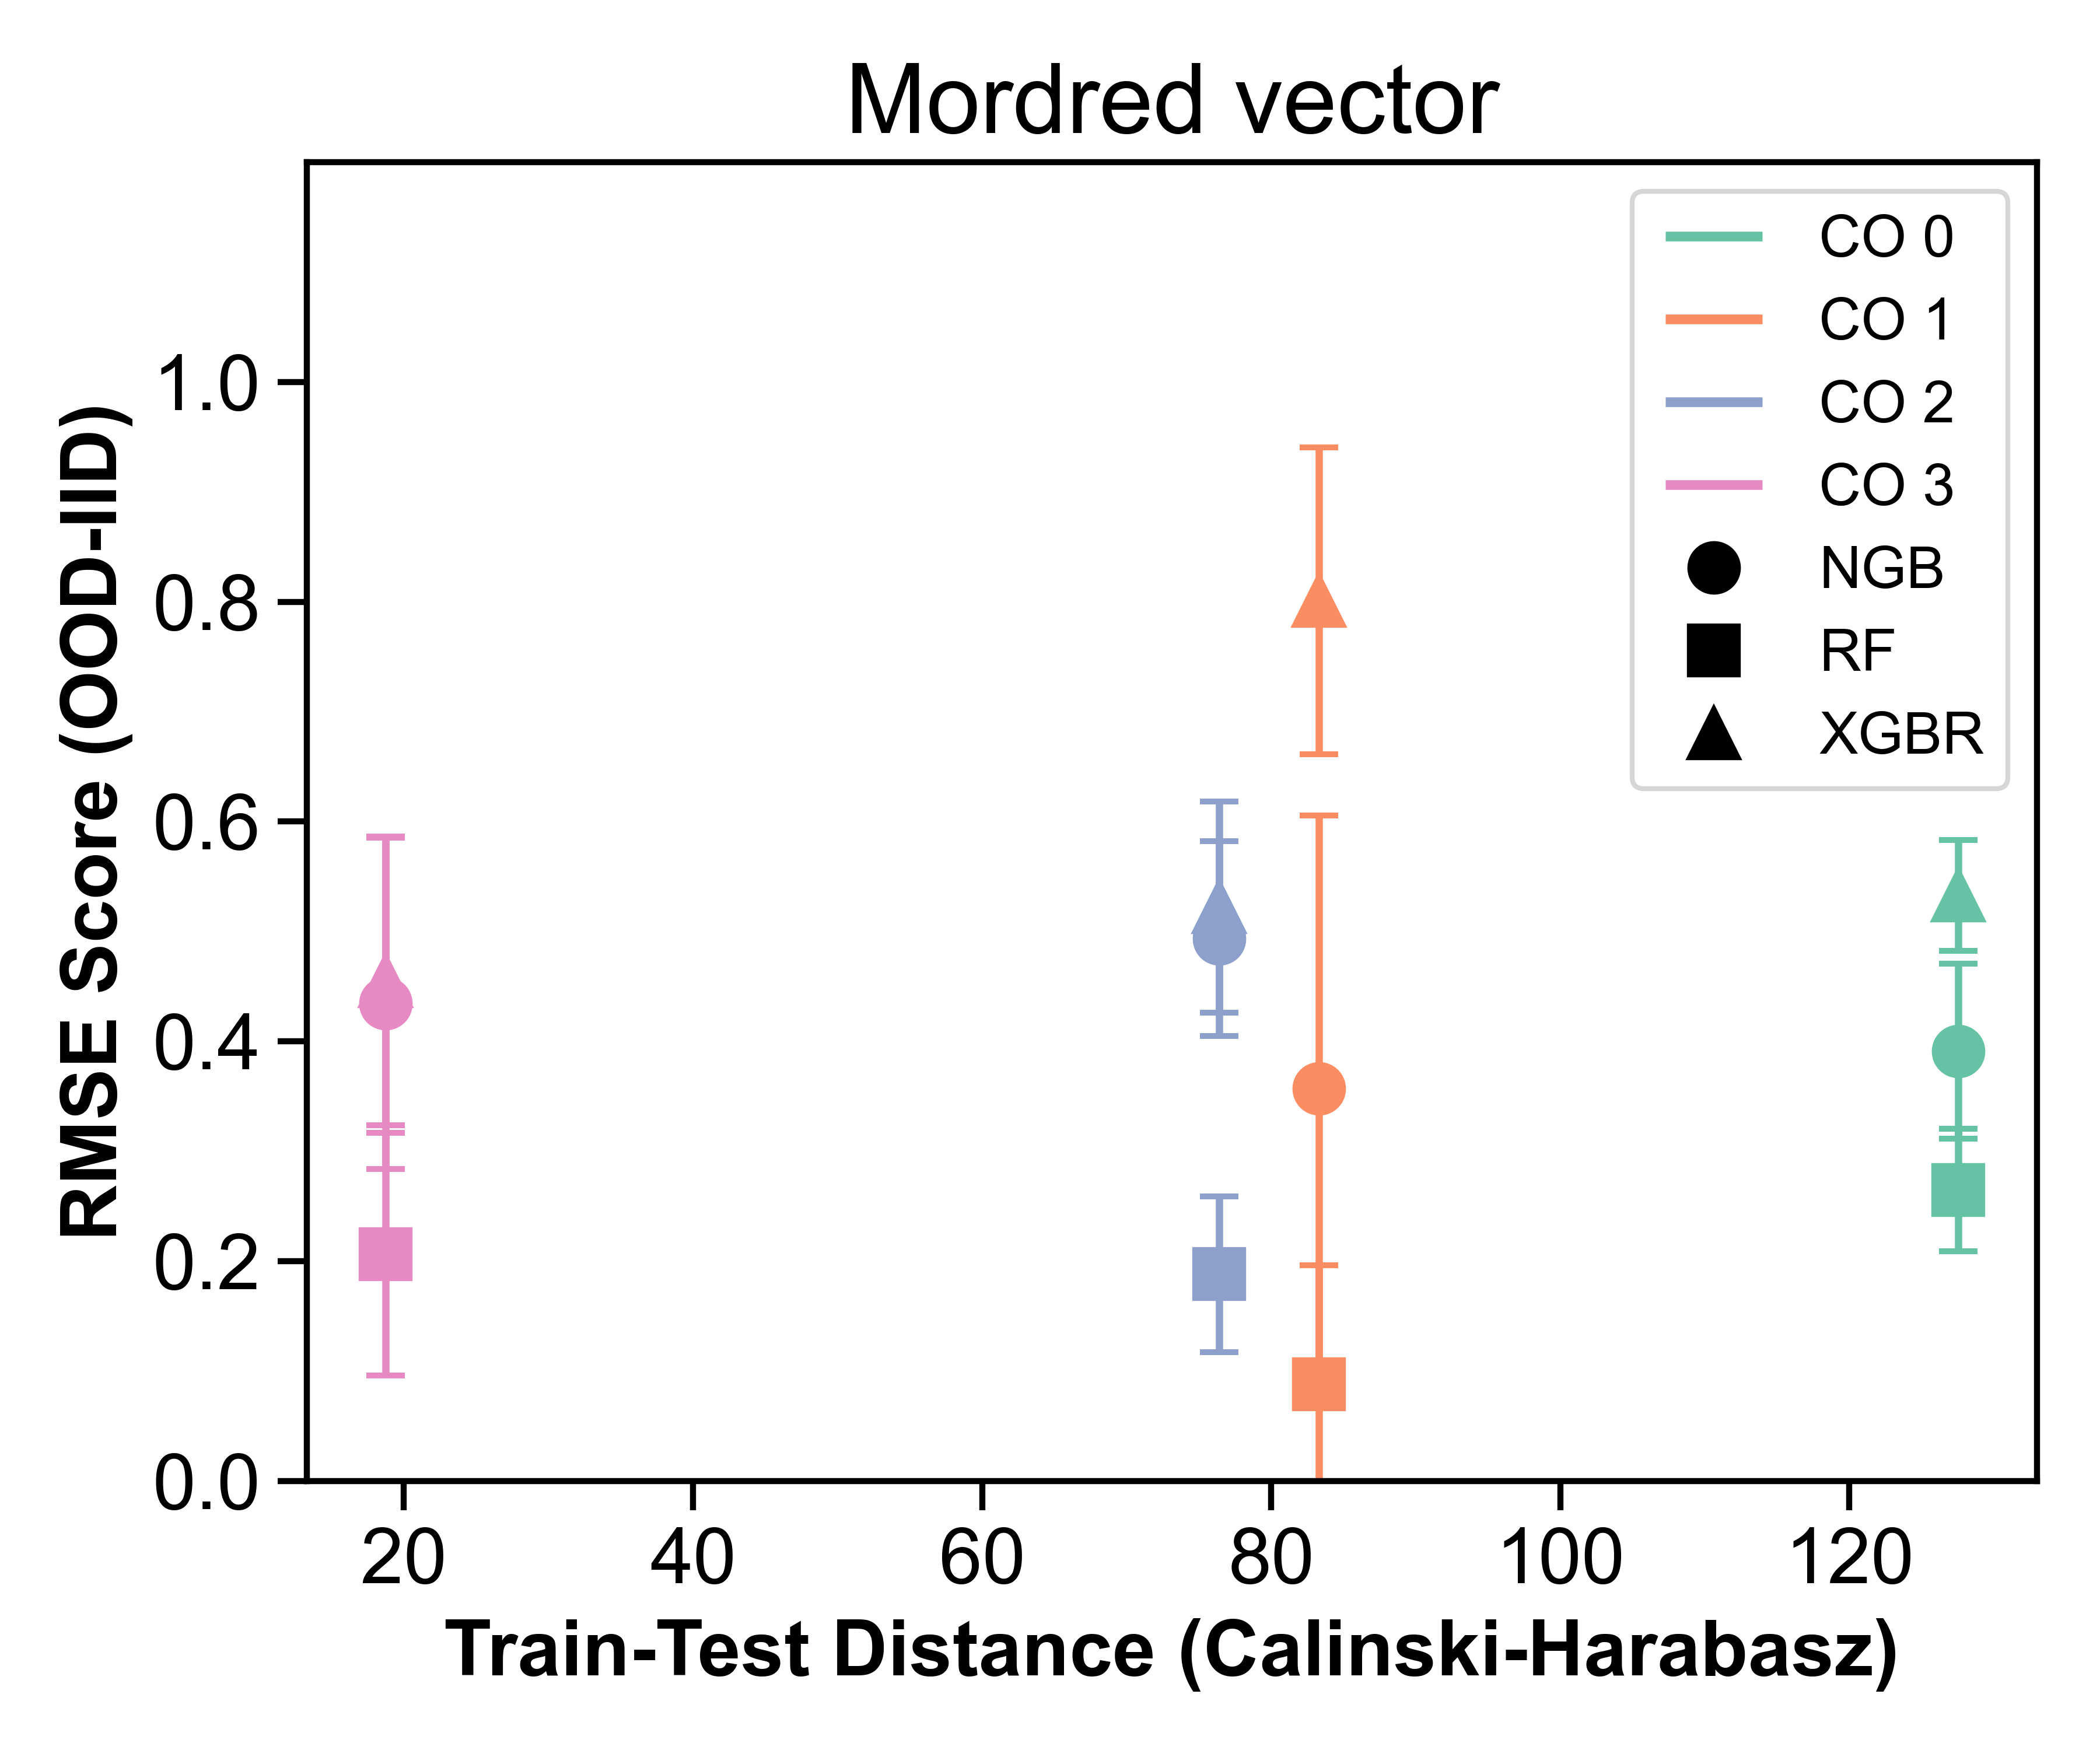 Mordred vector
CO 0
CO 1
CO 2
CO 3
NGB
RF
XGBR
RMSE Score (OOD-IID)
1.0
0.8
0.6
0.4
0.2
0.0
20 40 60 80 100 120
Train-Test Distance (Calinski-Harabasz)